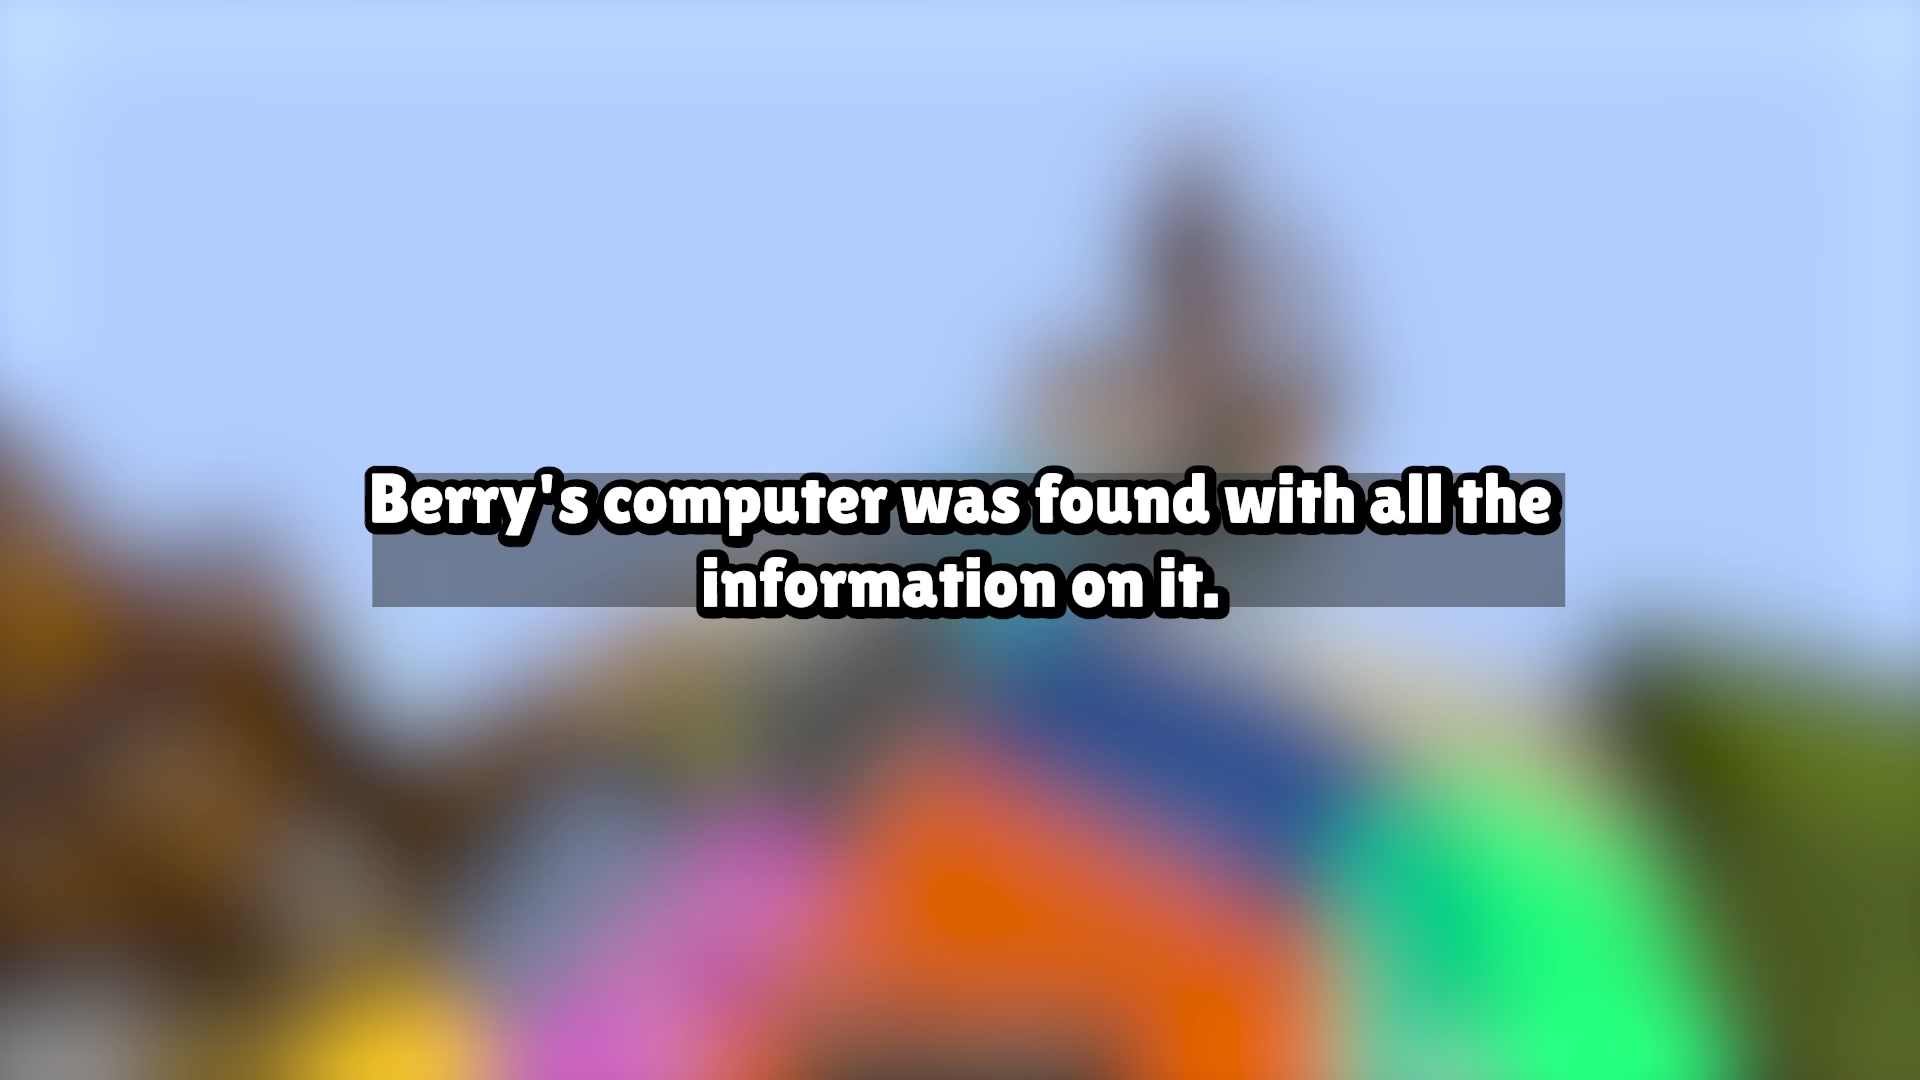 Berry's computer was found with all the
information on it.